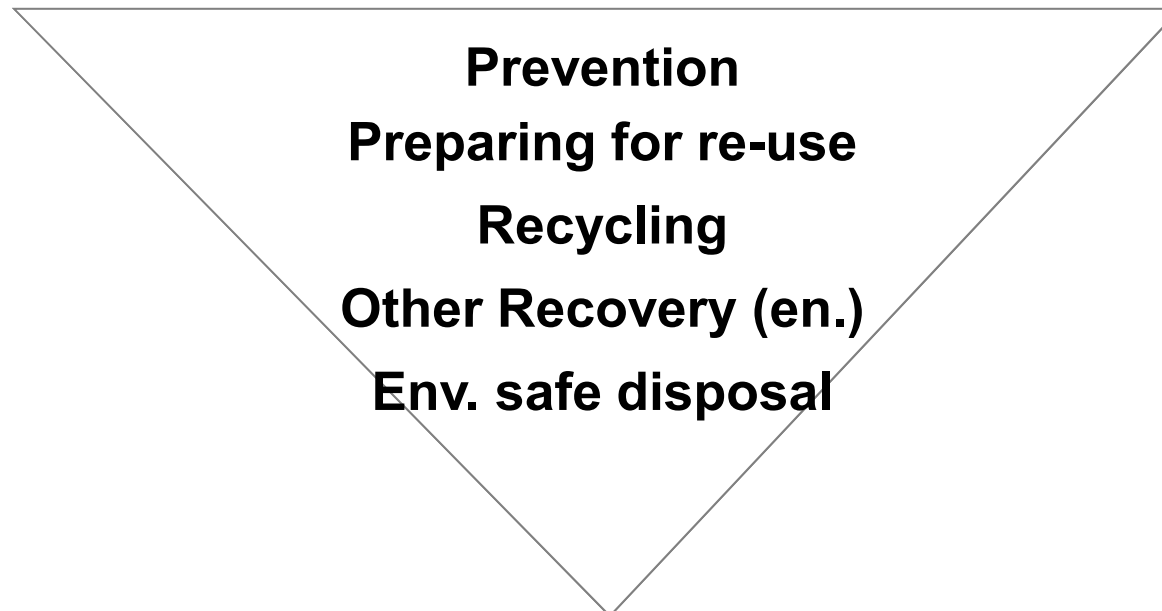 Prevention
Preparing for re-use
Recycling
Other Recovery (en.)
Env. safe disposal